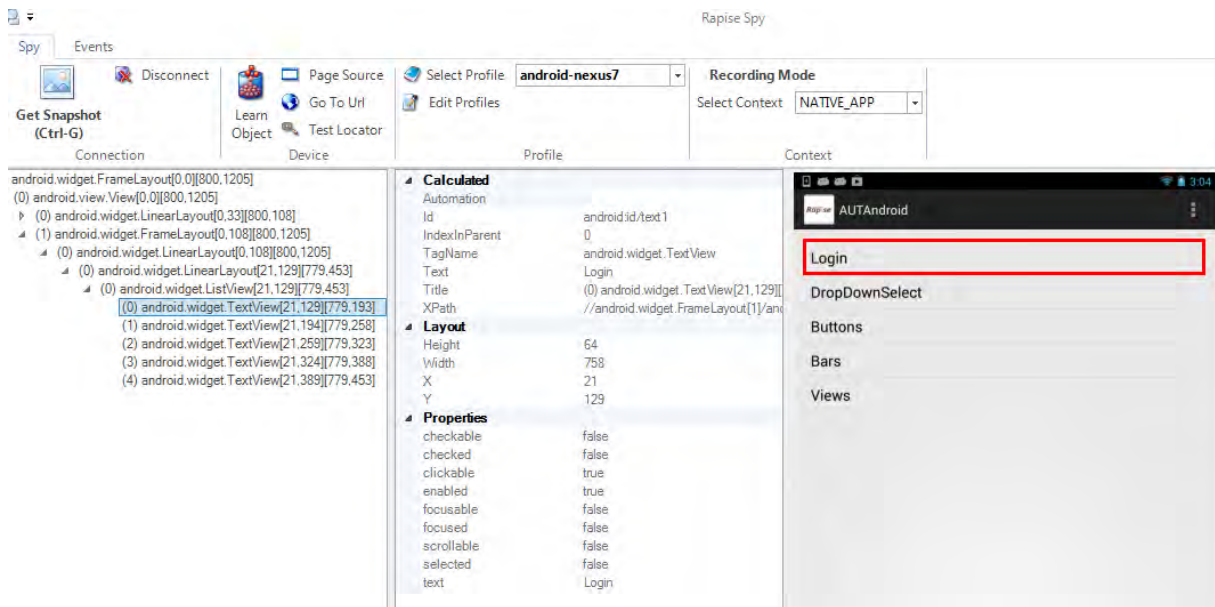 Rapise Spy
Spy Events
Get Snapshot
(Ctrl-G)
Disconnect
Connection
Learn
Object
Page Source
Go To Url
Test Locator
Device
Select Profile android-nexus7
Edit Profiles
Profile
Recording Mode
Select Context NATIVE_APP
Context
android.widget.FrameLayout[0,0][800,1205]
(0) android.view.View[0,0][800,1205]
(0) android.widget.LinearLayout[0,33][800,108]
(1) android.widget.FrameLayout[0,108][800,1205]
(0) android.widget.LinearLayout[0,108][800,1205]
(0) android.widget.LinearLayout[21,129][779,453]
(0) android.widget.ListView[21,129][779,453]
(0) android.widget.TextView[21,129][779,193]
(1) android.widget.TextView[21,194][779,258]
(2) android.widget.TextView[21,259][779,323]
(3) android.widget.TextView[21,324][779,388]
(4) android.widget.TextView[21,389][779,453]
Calculated
Automation
Id android:id/text1
IndexInParent 0
TagName android.widget.TextView
Text Login
Title (0) android.widget.TextView[21,129][
XPath //android.widget.FrameLayout[1]/and
Layout
Height 64
Width 758
X 21
Y 129
Properties
checkable false
checked false
clickable true
enabled true
focusable false
focused false
scrollable false
selected false
text Login
3:04
Rapise AUTAndroid
Login
DropDownSelect
Buttons
Bars
Views